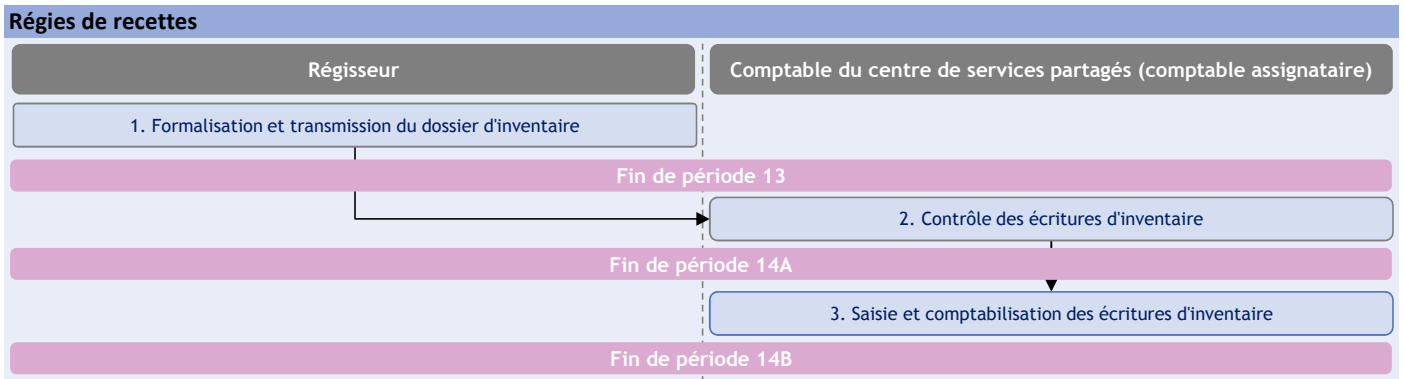 Régies de recettes
Régisseur
Comptable du centre de services partagés (comptable assignataire)
1. Formalisation et transmission du dossier d'inventaire
Fin de période 13
2. Contrôle des écritures d'inventaire
Fin de période 14A
3. Saisie et comptabilisation des écritures d'inventaire
Fin de période 14B